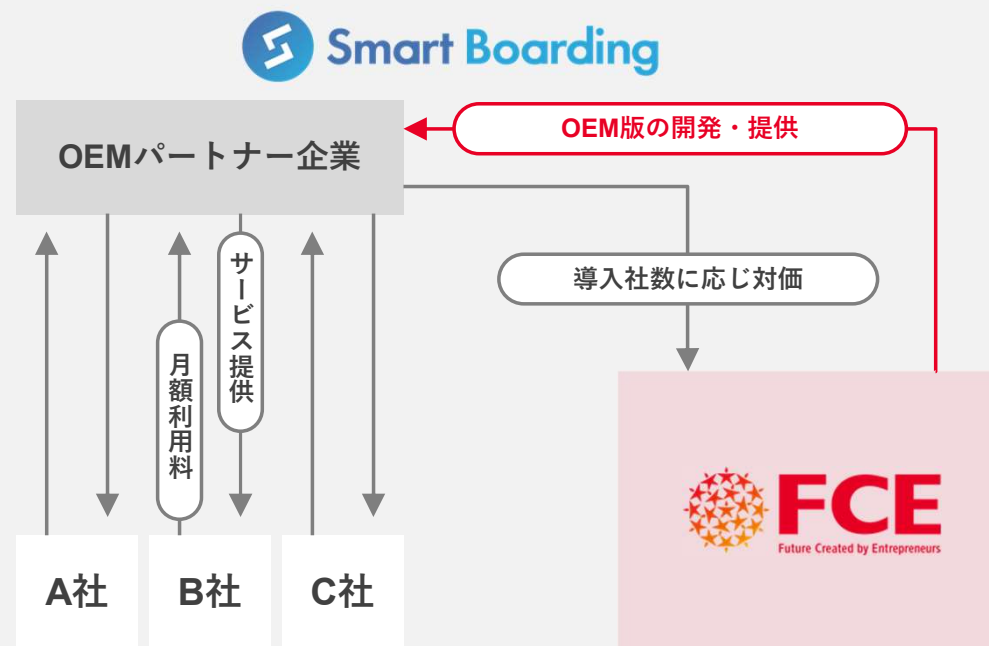 Smart Boarding
OEMパートナー企業
OEM版の開発・提供
導入社数に応じ対価
サービス提供
月額利用料
A社
B社
C社
FCE
Future Created by Entrepreneurs